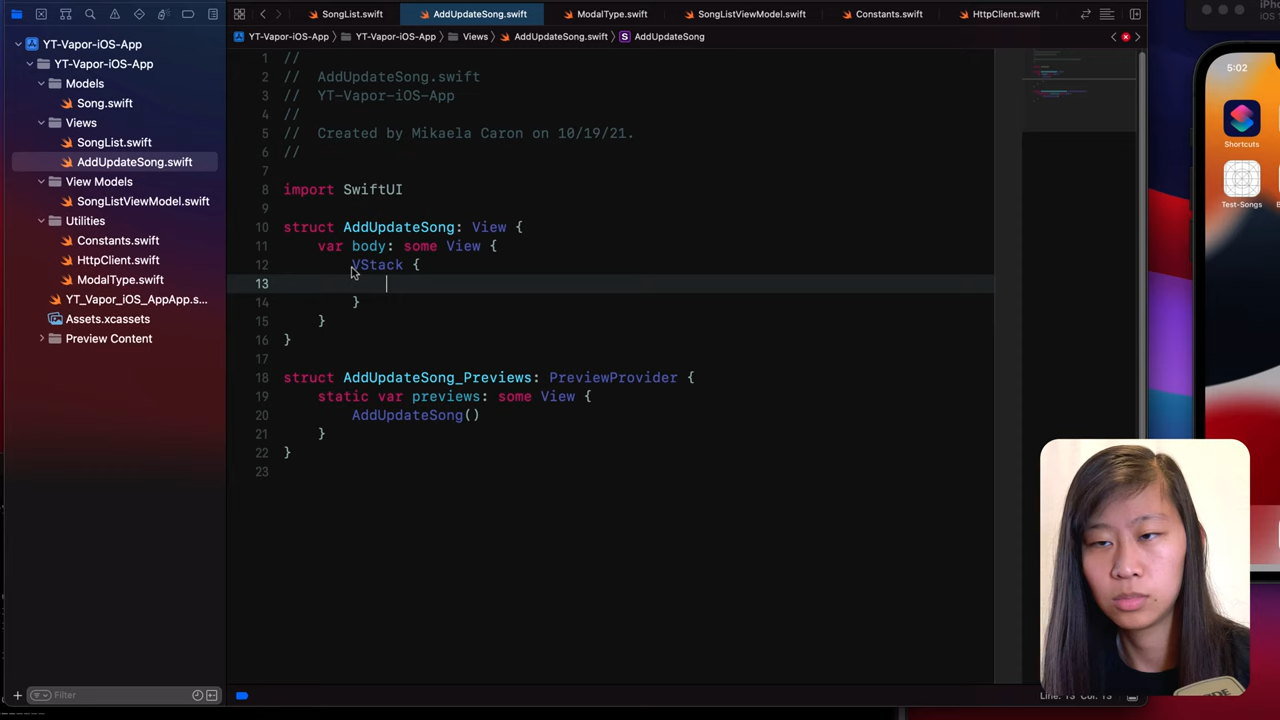 SongList.swift
AddUpdateSong.swift
ModalType.swift
SongListViewModel.swift
Constants.swift
HttpClient.swift
YT-Vapor-iOS-App
YT-Vapor-iOS-App
Views
AddUpdateSong.swift
S AddUpdateSong
YT-Vapor-iOS-App
YT-Vapor-iOS-App
Models
Song.swift
Views
SongList.swift
AddUpdateSong.swift
View Models
SongListViewModel.swift
Utilities
Constants.swift
HttpClient.swift
ModalType.swift
YT_Vapor_iOS_AppApp.s...
Assets.xcassets
Preview Content
Filter
1 //
2 // AddUpdateSong.swift
3 // YT-Vapor-iOS-App
4 //
5 // Created by Mikaela Caron on 10/19/21.
6 //
7
8 import SwiftUI
9
10 struct AddUpdateSong: View {
11 var body: some View {
12 VStack {
13
14 }
15 }
16 }
17
18 struct AddUpdateSong_Previews: PreviewProvider {
19 static var previews: some View {
20 AddUpdateSong()
21 }
22 }
23
5:02
Shortcuts
Test-Songs